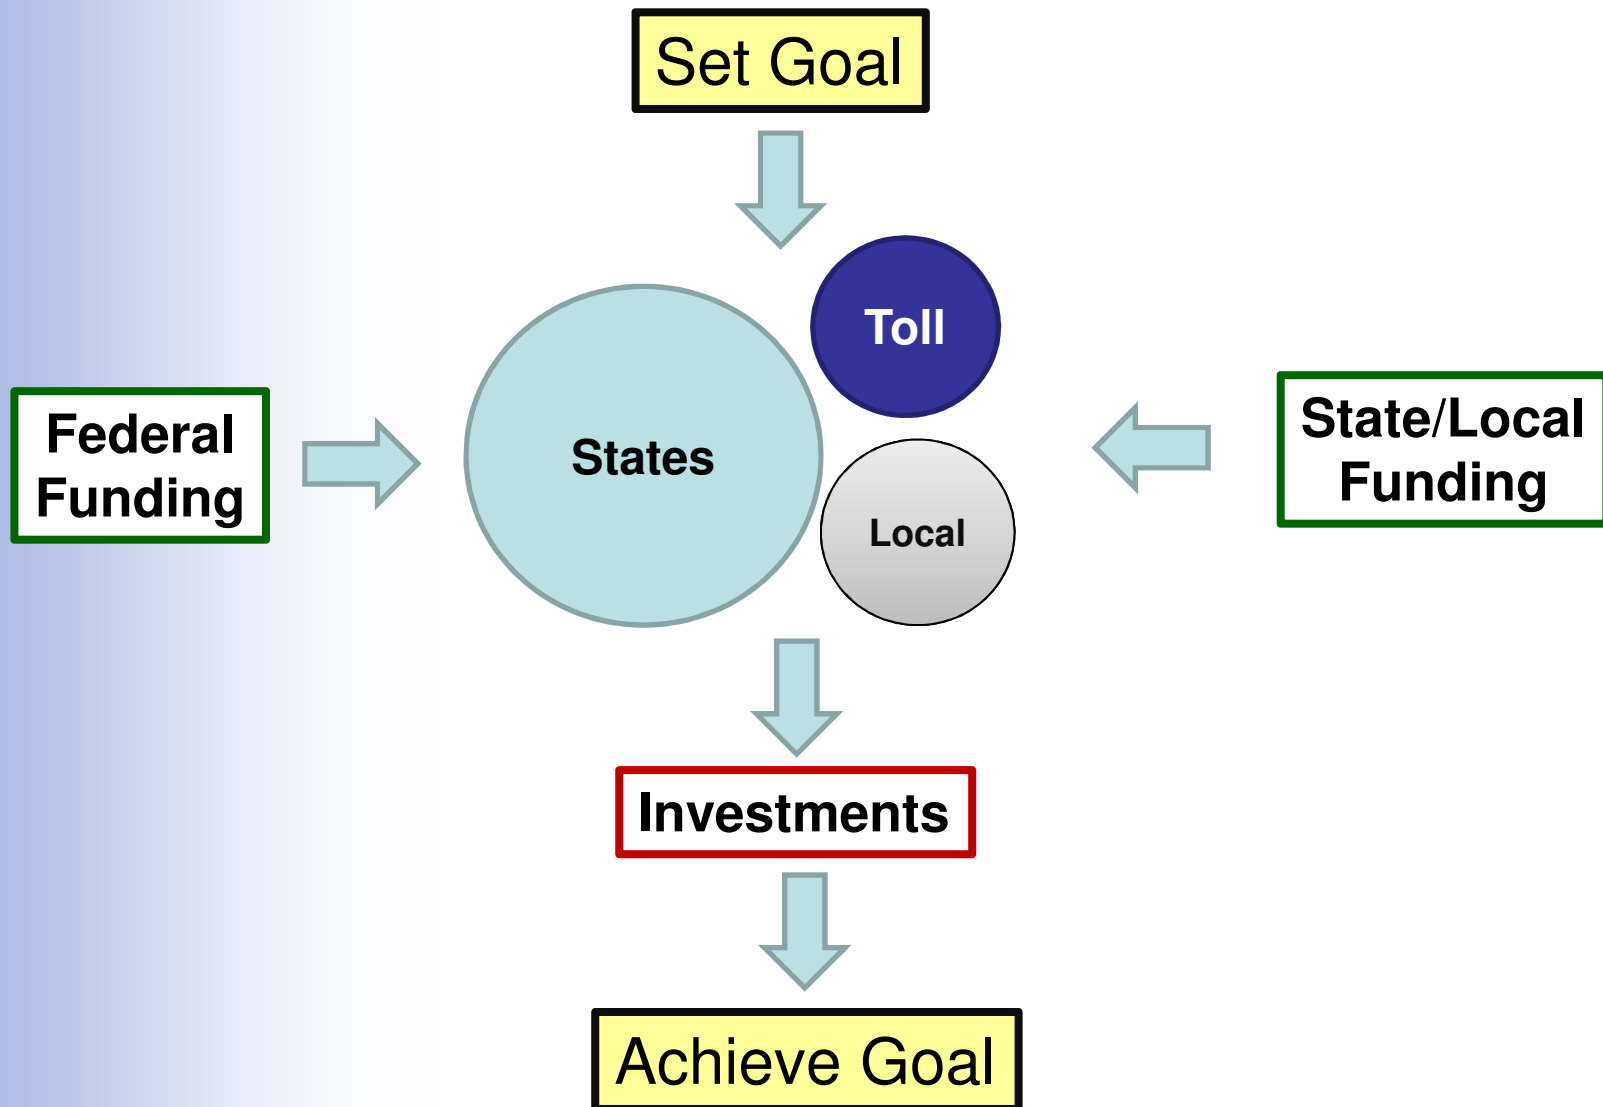 Set Goal
Toll
States
Local
Federal
Funding
State/Local
Funding
Investments
Achieve Goal